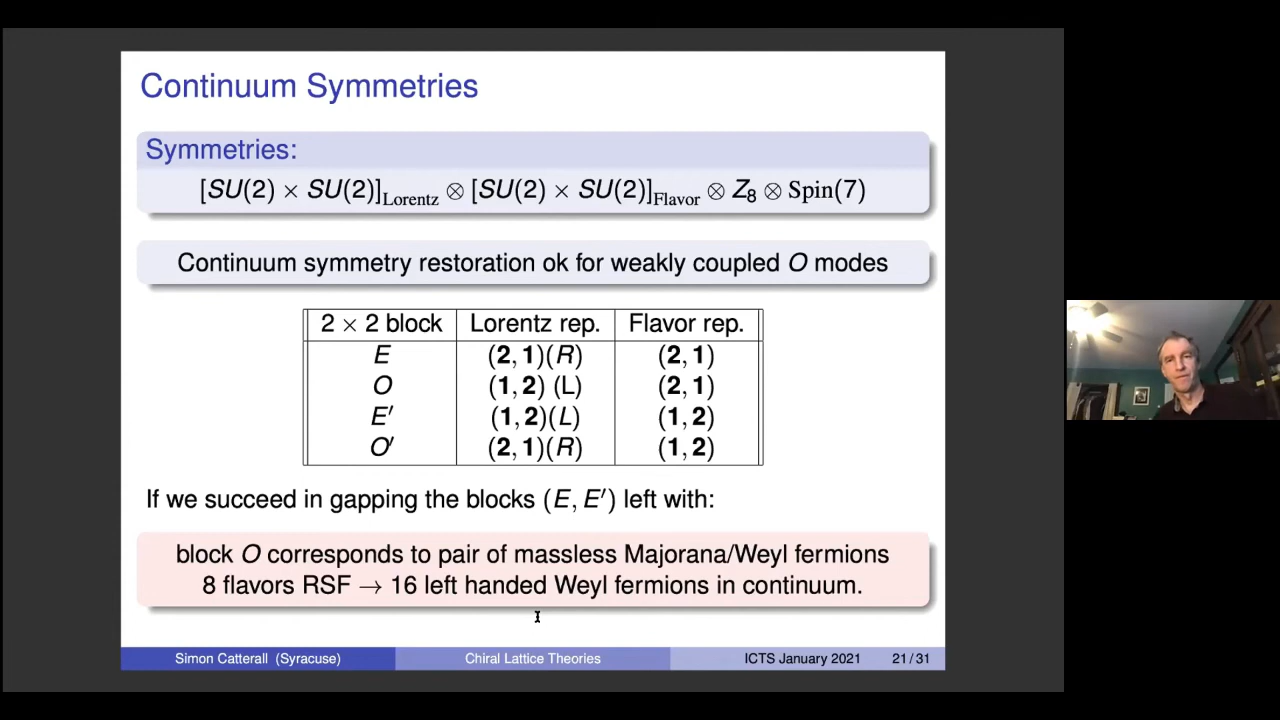 Continuum Symmetries
Symmetries:
[SU(2) × SU(2)]_Lorentz ⊗ [SU(2) × SU(2)]_Flavor ⊗ Z_8 ⊗ Spin(7)
Continuum symmetry restoration ok for weakly coupled O modes
2 × 2 block Lorentz rep. Flavor rep.
E (2, 1)(R) (2, 1)
O (1, 2) (L) (2, 1)
E′ (1, 2)(L) (1, 2)
O′ (2, 1)(R) (1, 2)
If we succeed in gapping the blocks (E, E′) left with:
block O corresponds to pair of massless Majorana/Weyl fermions
8 flavors RSF → 16 left handed Weyl fermions in continuum.
Simon Catterall (Syracuse) Chiral Lattice Theories ICTS January 2021 21/31